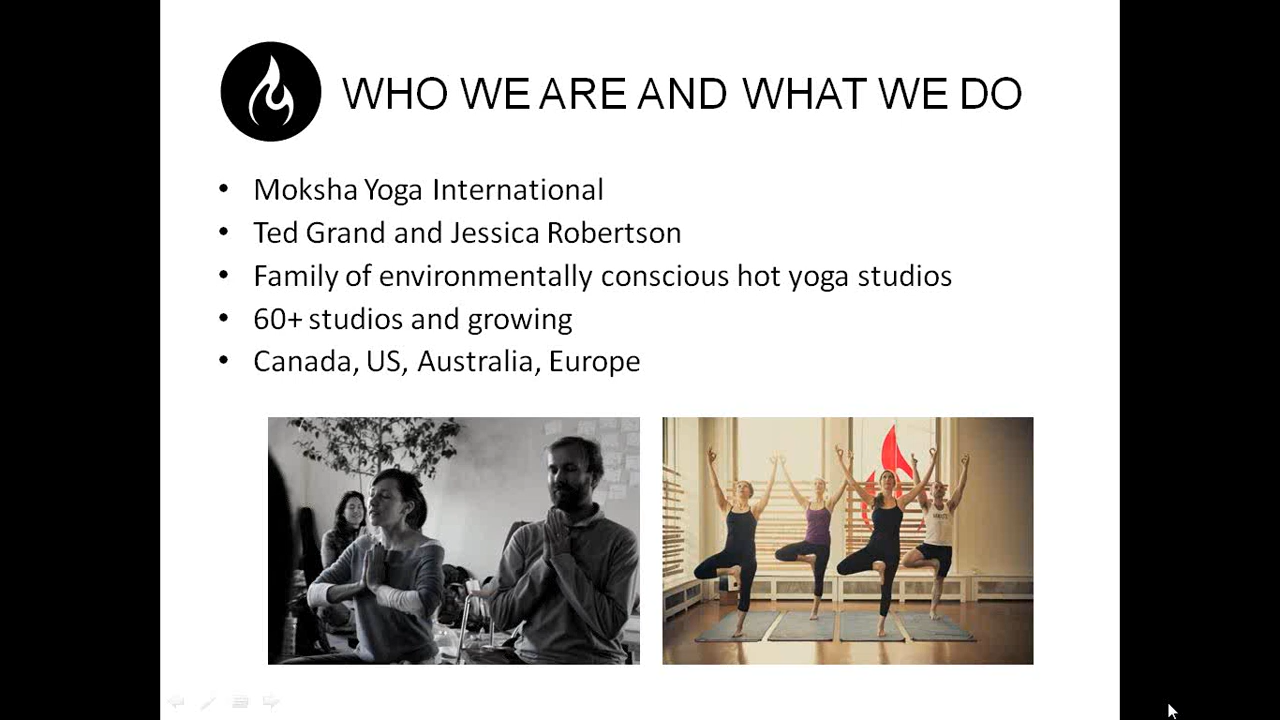 WHO WE ARE AND WHAT WE DO
• Moksha Yoga International
• Ted Grand and Jessica Robertson
• Family of environmentally conscious hot yoga studios
• 60+ studios and growing
• Canada, US, Australia, Europe